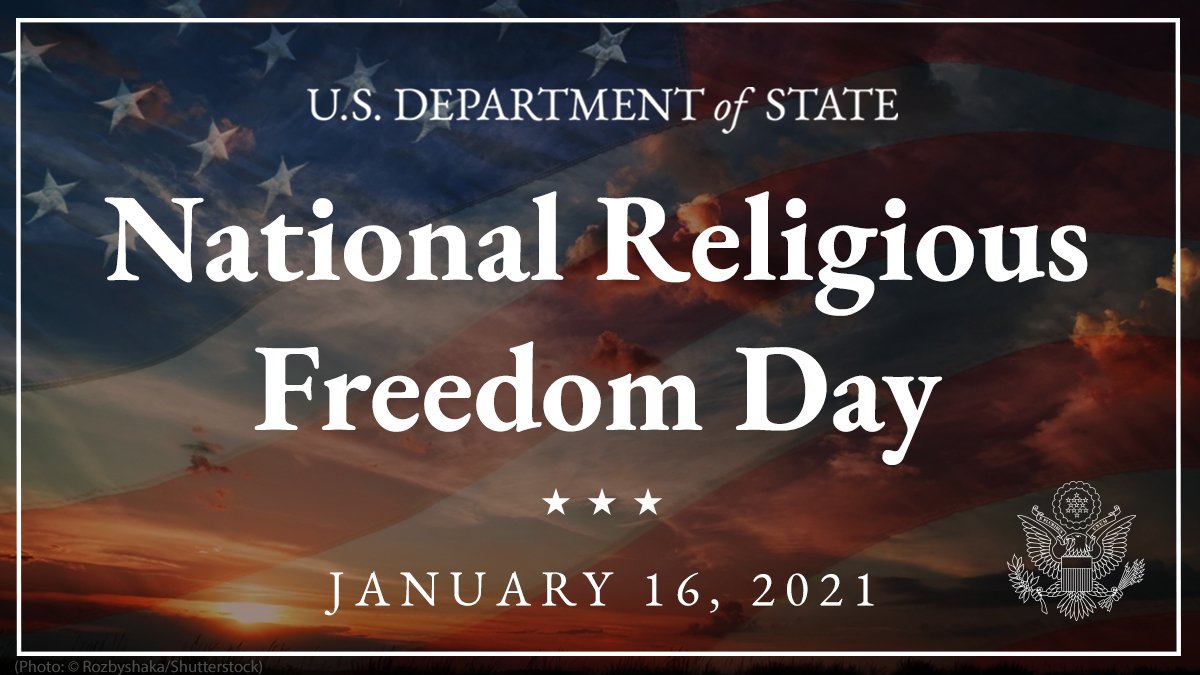 U.S. DEPARTMENT of STATE
National Religious
Freedom Day
JANUARY 16, 2021
(Photo: © Rozbyshaka/Shutterstock)